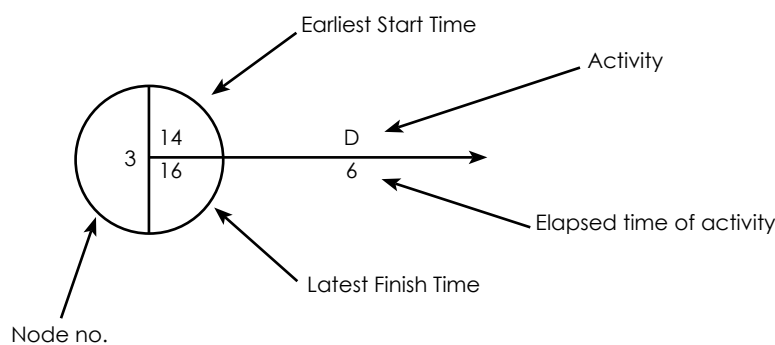 Earliest Start Time
Activity
14
D
3
16
6
Elapsed time of activity
Latest Finish Time
Node no.